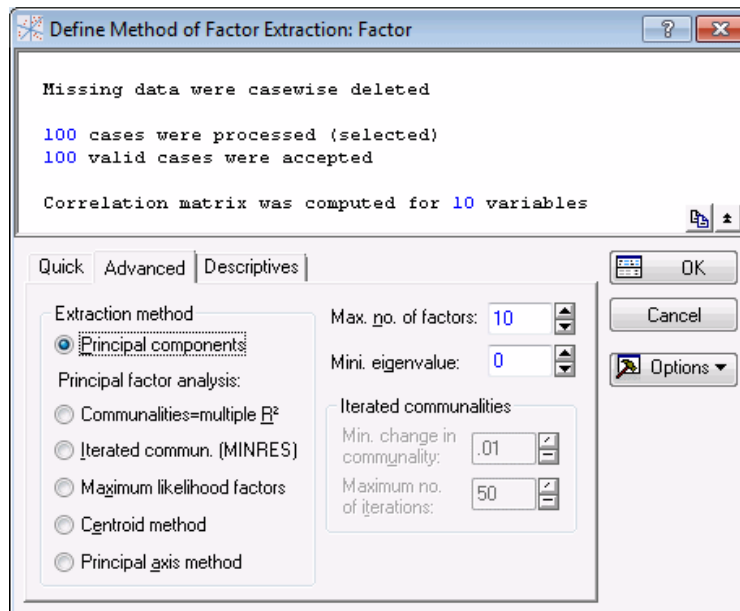 Define Method of Factor Extraction: Factor
Missing data were casewise deleted
100 cases were processed (selected)
100 valid cases were accepted
Correlation matrix was computed for 10 variables
Quick Advanced Descriptives
OK
Cancel
Options
Extraction method
Principal components
Principal factor analysis:
Communalities=multiple R²
Iterated commun. (MINRES)
Maximum likelihood factors
Centroid method
Principal axis method
Max. no. of factors: 10
Mini. eigenvalue: 0
Iterated communalities
Min. change in
communality: .01
Maximum no.
of iterations: 50